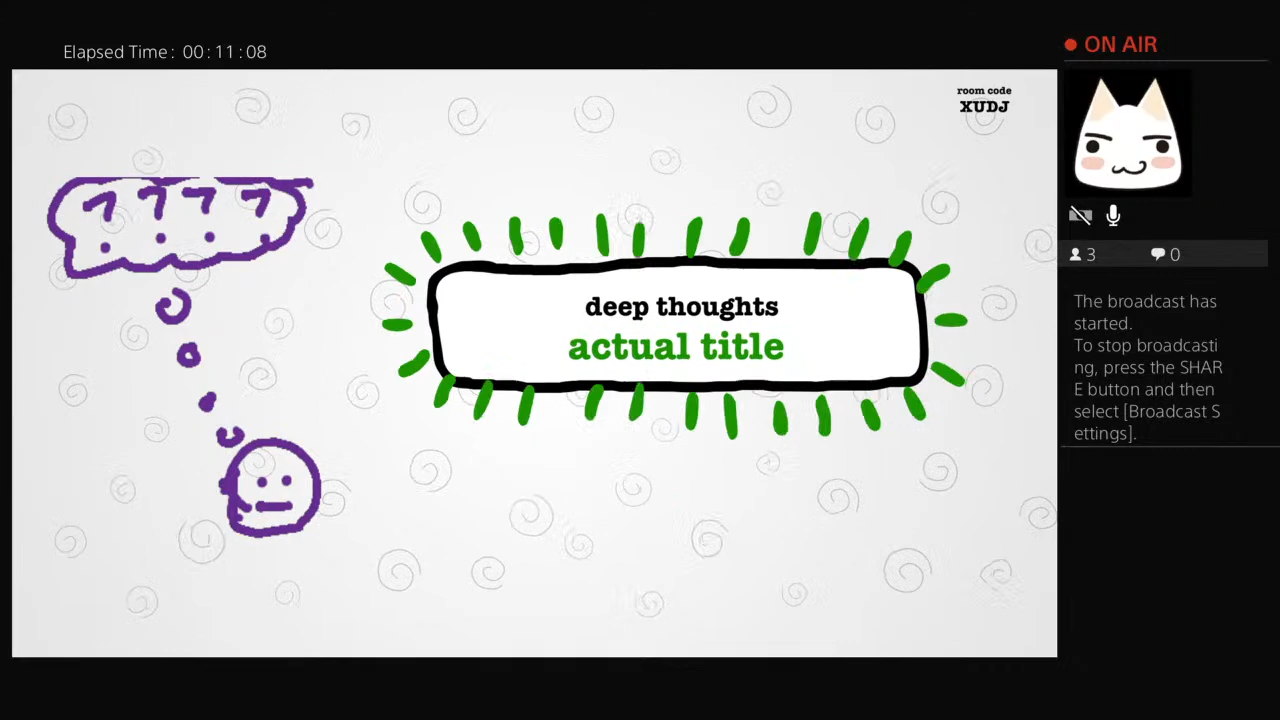 Elapsed Time: 00:11:08
ON AIR
room code
XUDJ
? ? ? ?
deep thoughts
actual title
3 0
The broadcast has
started.
To stop broadcasti
ng, press the SHAR
E button and then
select [Broadcast S
ettings].